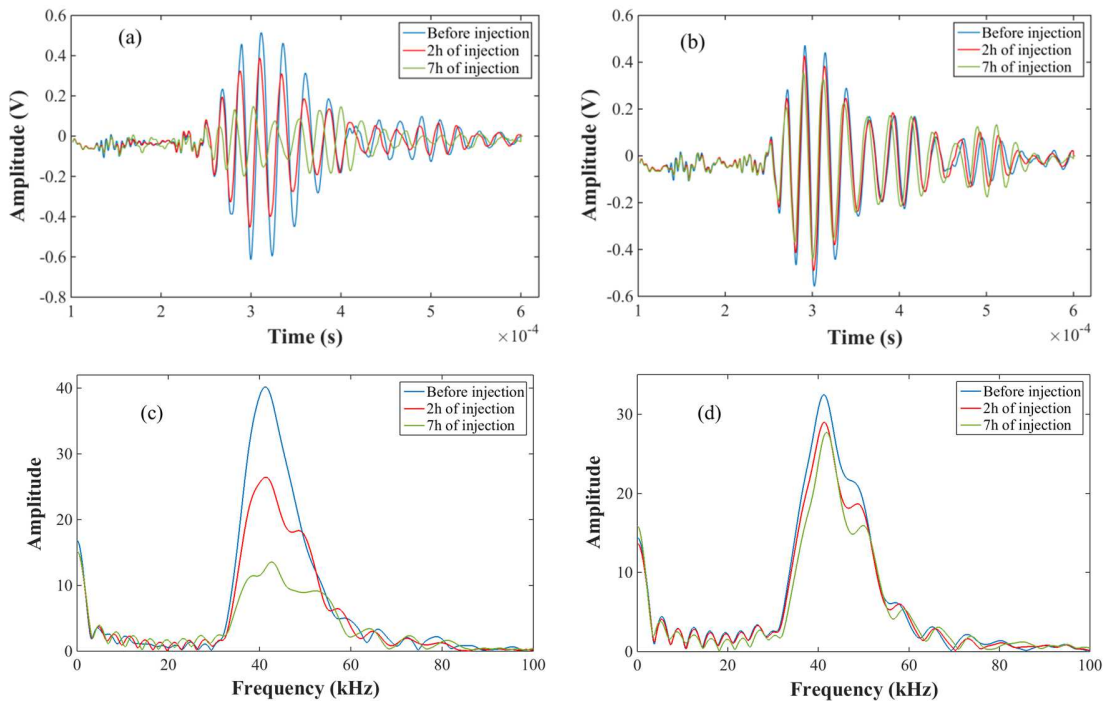 (a)
Before injection
2h of injection
7h of injection
0.6
0.4
0.2
0
-0.2
-0.4
-0.6
-0.8
Amplitude (V)
1 2 3 4 5 6
Time (s)
×10-4
(b)
Before injection
2h of injection
7h of injection
0.6
0.4
0.2
0
-0.2
-0.4
-0.6
Amplitude (V)
1 2 3 4 5 6
Time (s)
×10-4
(c)
Before injection
2h of injection
7h of injection
40
30
20
10
0
Amplitude
0 20 40 60 80 100
Frequency (kHz)
(d)
Before injection
2h of injection
7h of injection
30
20
10
0
Amplitude
0 20 40 60 80 100
Frequency (kHz)